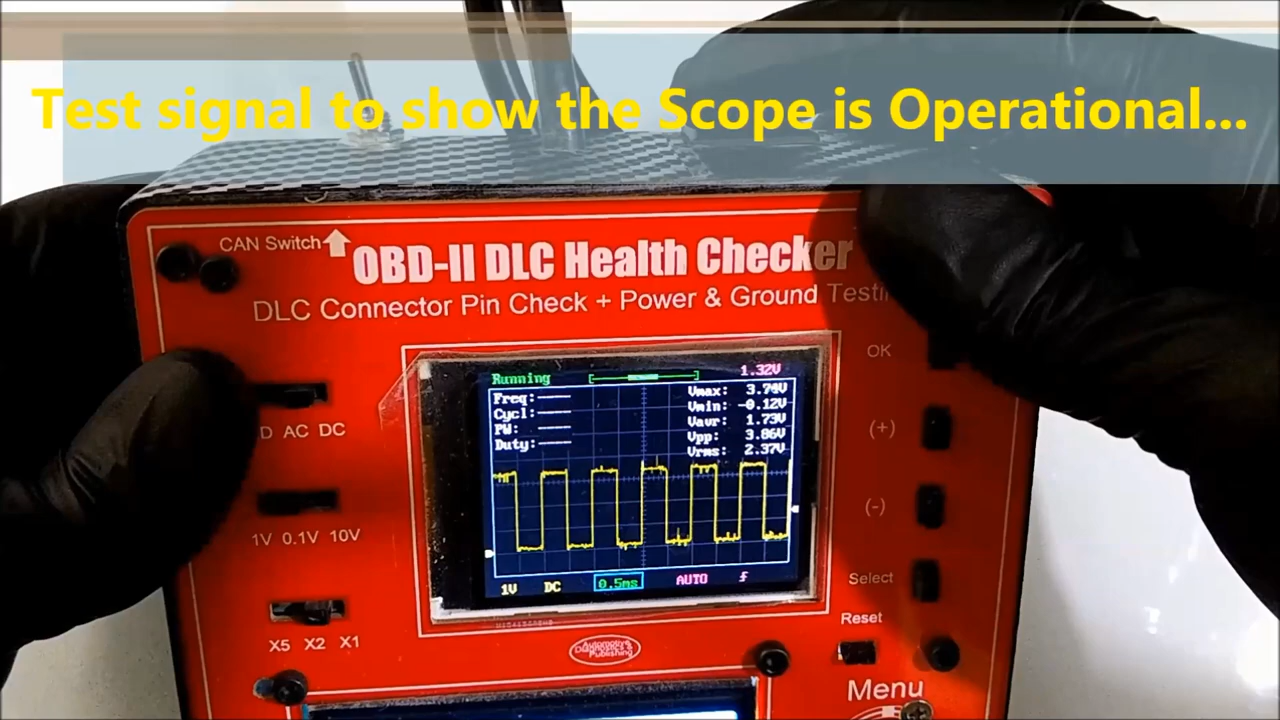 Test signal to show the Scope is Operational...
CAN Switch
OBD-II DLC Health Checker
DLC Connector Pin Check + Power & Ground
OK
(+)
(-)
Select
Reset
Menu
D AC DC
1V 0.1V 10V
X5 X2 X1
Running
1.32V
Freq:
Cycl:
PW:
Duty:
Vmax: 3.74V
Vmin: -0.12V
Vavr: 1.73V
Vpp: 3.86V
Vrms: 2.37V
1V DC 0.5ms AUTO
Automotive
Diagnostics
Publishing